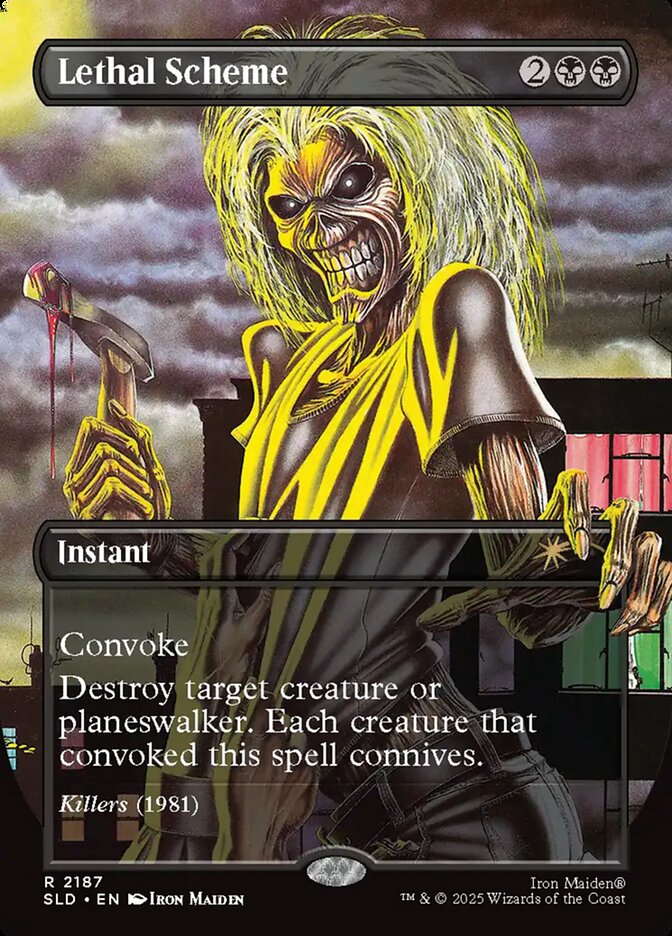 Lethal Scheme 2
Instant
Convoke
Destroy target creature or
planeswalker. Each creature that
convoked this spell connives.
Killers (1981)
R 2187
SLD • EN Iron Maiden
Iron Maiden®
™ & © 2025 Wizards of the Coast